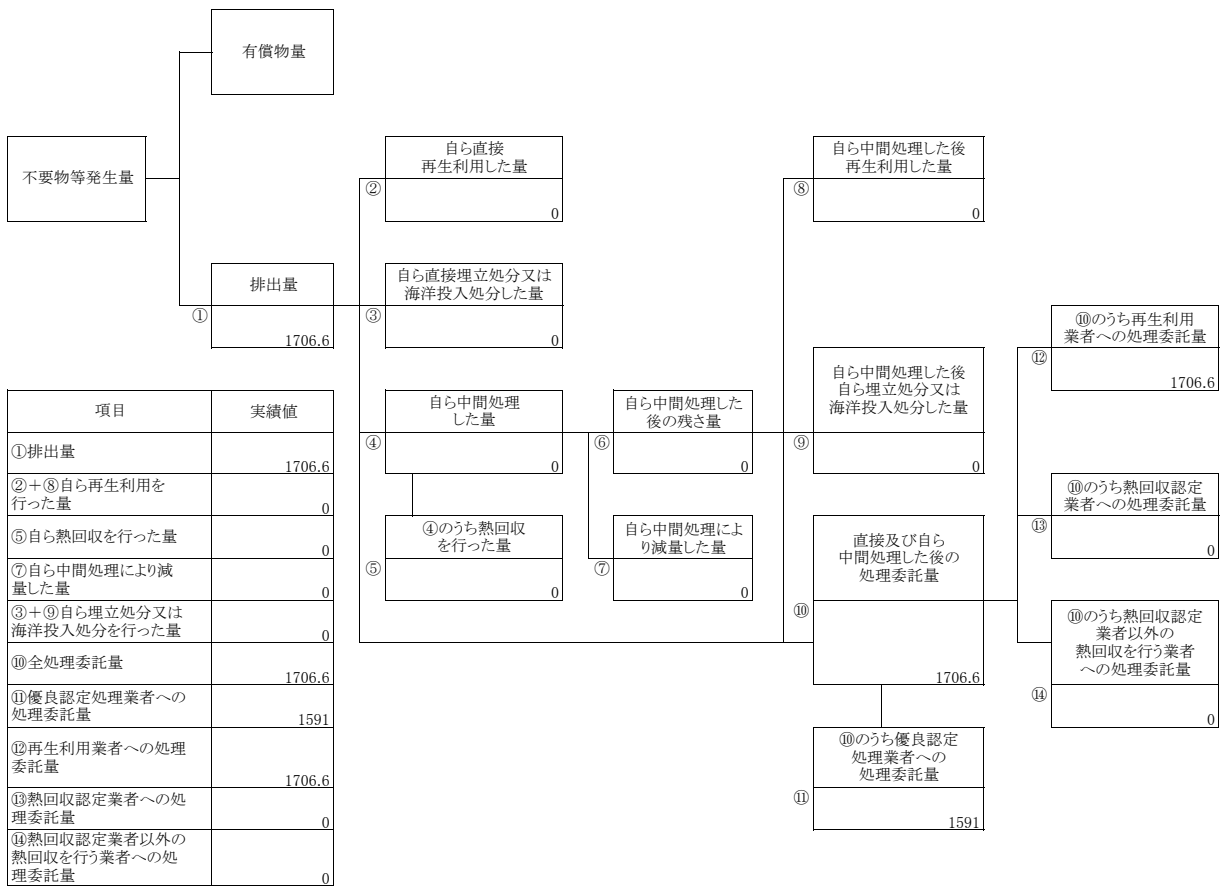 有償物量
不要物等発生量
排出量
①
1706.6
自ら直接
再生利用した量
②
0
自ら直接埋立処分又は
海洋投入処分した量
③
0
自ら中間処理
した量
④
0
④のうち熱回収
を行った量
⑤
0
自ら中間処理した
後の残さ量
⑥
0
自ら中間処理によ
り減量した量
⑦
0
自ら中間処理した後
再生利用した量
⑧
0
自ら中間処理した後
自ら埋立処分又は
海洋投入処分した量
⑨
0
直接及び自ら
中間処理した後の
処理委託量
⑩
1706.6
⑩のうち優良認定
処理業者への
処理委託量
⑪
1591
⑩のうち再生利用
業者への処理委託量
⑫
1706.6
⑩のうち熱回収認定
業者への処理委託量
⑬
0
⑩のうち熱回収認定
業者以外の
熱回収を行う業者
への処理委託量
⑭
0
項目 実績値
①排出量
1706.6
②+⑧自ら再生利用を
行った量
0
⑤自ら熱回収を行った量
0
⑦自ら中間処理により減
量した量
0
③+⑨自ら埋立処分又は
海洋投入処分を行った量
0
⑩全処理委託量
1706.6
⑪優良認定処理業者への
処理委託量
1591
⑫再生利用業者への処理
委託量
1706.6
⑬熱回収認定業者への処
理委託量
0
⑭熱回収認定業者以外の
熱回収を行う業者への処
理委託量
0